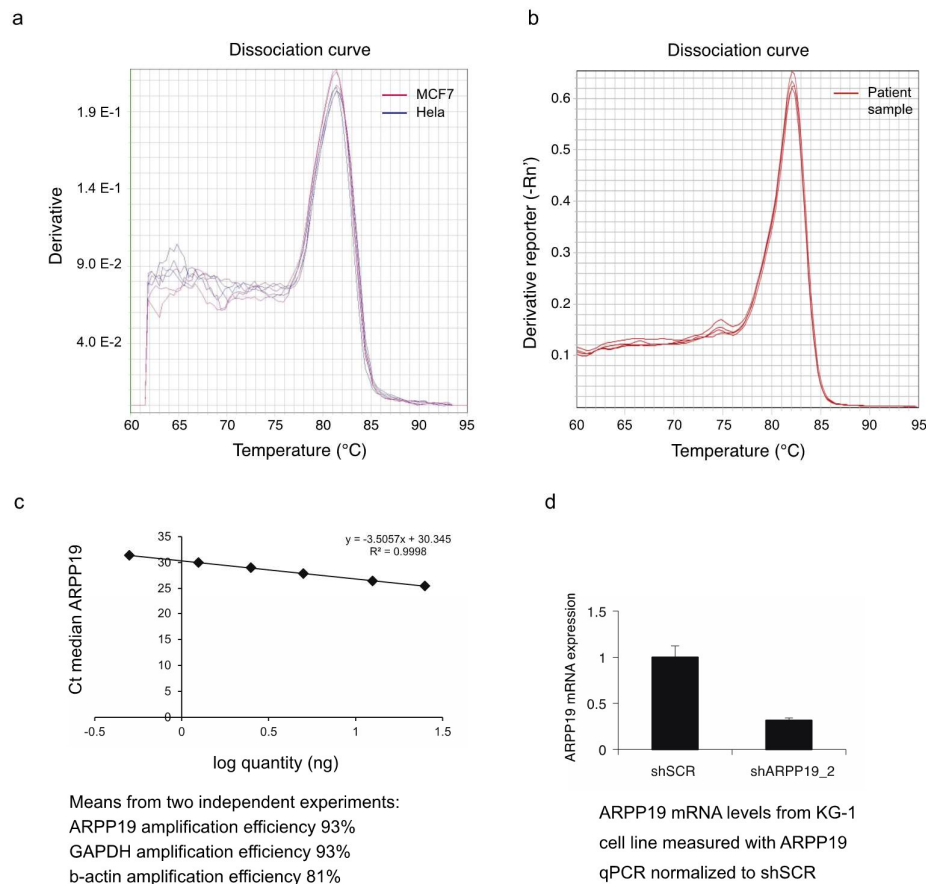 a
Dissociation curve
MCF7
Hela
1.9 E-1
1.4 E-1
9.0 E-2
4.0 E-2
Derivative
60 65 70 75 80 85 90 95
Temperature (°C)
b
Dissociation curve
Patient
sample
0.6
0.5
0.4
0.3
0.2
0.1
Derivative reporter (-Rn')
60 65 70 75 80 85 90 95
Temperature (°C)
c
y = -3.5057x + 30.345
R² = 0.9998
35
30
25
20
15
10
5
0
Ct median ARPP19
-0.5 0 0.5 1 1.5
log quantity (ng)
Means from two independent experiments:
ARPP19 amplification efficiency 93%
GAPDH amplification efficiency 93%
b-actin amplification efficiency 81%
d
1.5
1
0.5
0
ARPP19 mRNA expression
shSCR shARPP19_2
ARPP19 mRNA levels from KG-1
cell line measured with ARPP19
qPCR normalized to shSCR